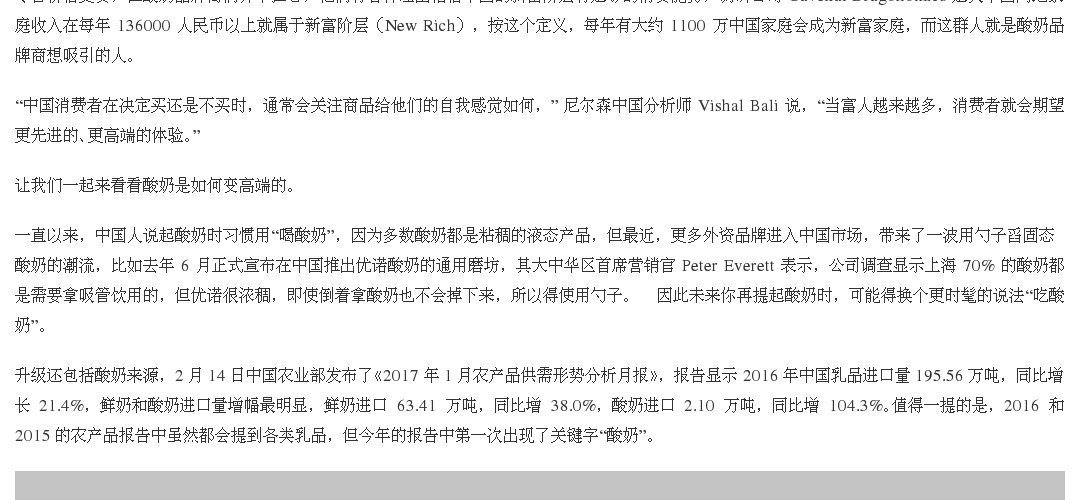 庭收入在每年 136000 人民币以上就属于新富阶层（New Rich），按这个定义，每年有大约 1100 万中国家庭会成为新富家庭，而这群人就是酸奶品
牌商想吸引的人。
“中国消费者在决定买还是不买时，通常会关注商品给他们的自我感觉如何，” 尼尔森中国分析师 Vishal Bali 说，“当富人越来越多，消费者就会期望
更先进的、更高端的体验。”
让我们一起来看看酸奶是如何变高端的。
一直以来，中国人说起酸奶时习惯用“喝酸奶”，因为多数酸奶都是粘稠的液态产品，但最近，更多外资品牌进入中国市场，带来了一波用勺子舀固态
酸奶的潮流，比如去年 6 月正式宣布在中国推出优诺酸奶的通用磨坊，其大中华区首席营销官 Peter Everett 表示，公司调查显示上海 70% 的酸奶都
是需要拿吸管饮用的，但优诺很浓稠，即使倒着拿酸奶也不会掉下来，所以得使用勺子。 因此未来你再提起酸奶时，可能得换个更时髦的说法“吃酸
奶”。
升级还包括酸奶来源，2 月 14 日中国农业部发布了《2017 年 1 月农产品供需形势分析月报》，报告显示 2016 年中国乳品进口量 195.56 万吨，同比增
长 21.4%，鲜奶和酸奶进口量增幅最明显，鲜奶进口 63.41 万吨，同比增 38.0%，酸奶进口 2.10 万吨，同比增 104.3%。值得一提的是，2016 和
2015 的农产品报告中虽然都会提到各类乳品，但今年的报告中第一次出现了关键字“酸奶”。